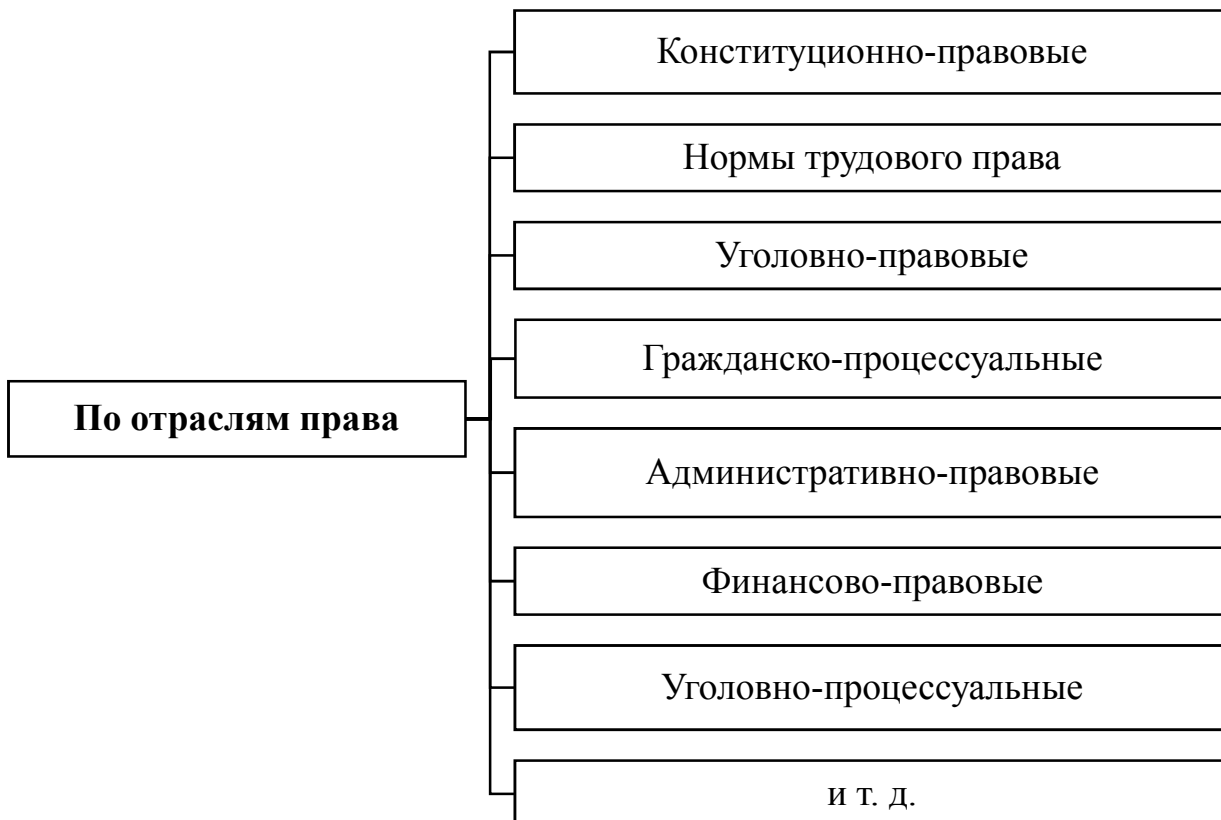 Конституционно-правовые
Нормы трудового права
Уголовно-правовые
Гражданско-процессуальные
По отраслям права
Административно-правовые
Финансово-правовые
Уголовно-процессуальные
и т. д.